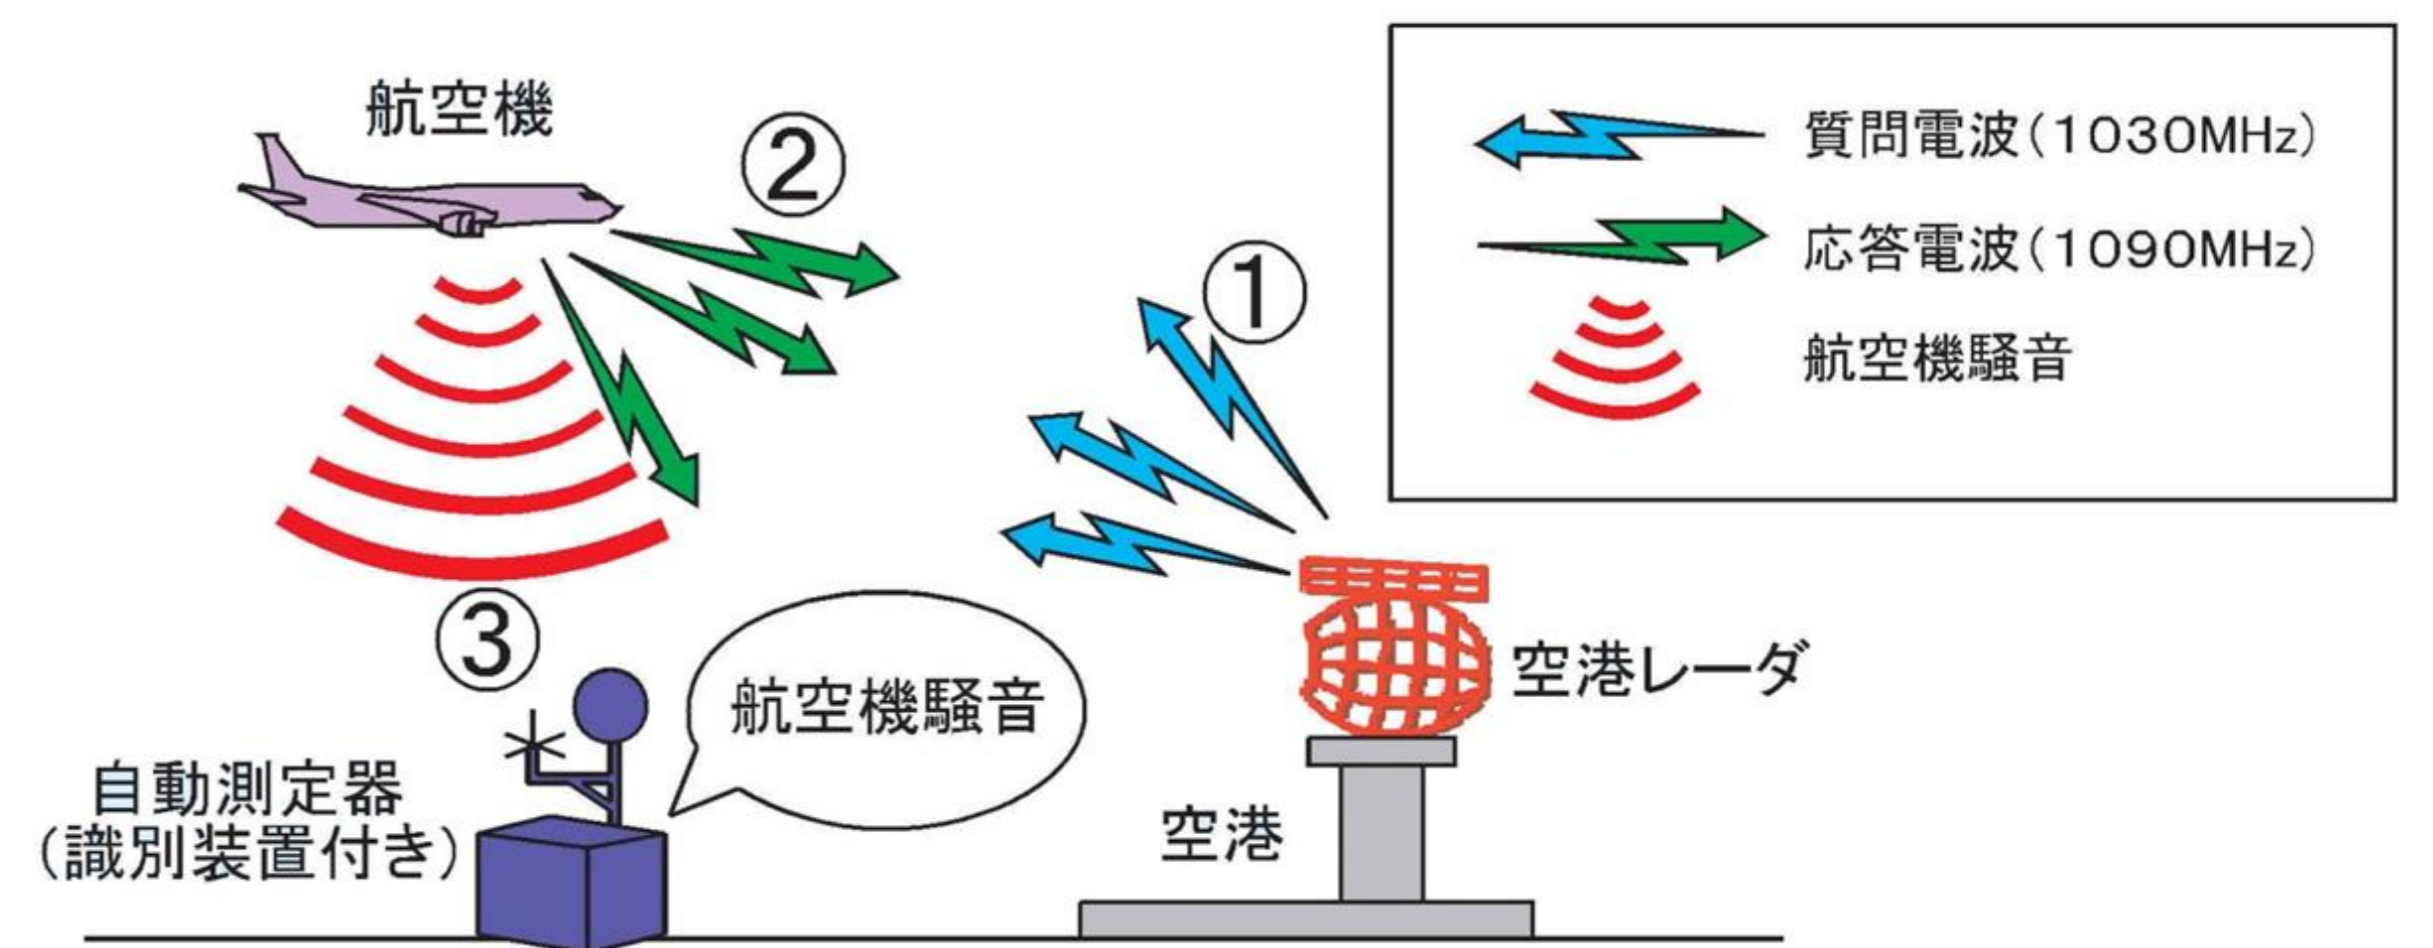 航空機
②
①
質問電波(1030MHz)
応答電波(1090MHz)
航空機騒音
③
航空機騒音
空港レーダ
自動測定器
(識別装置付き)
空港